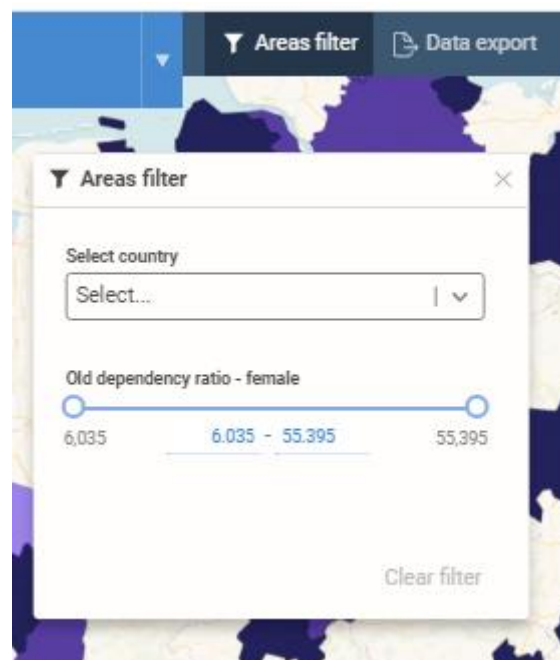 Areas filter Data export
Areas filter
Select country
Select...
Old dependency ratio - female
6,035 6.035 - 55.395 55,395
Clear filter